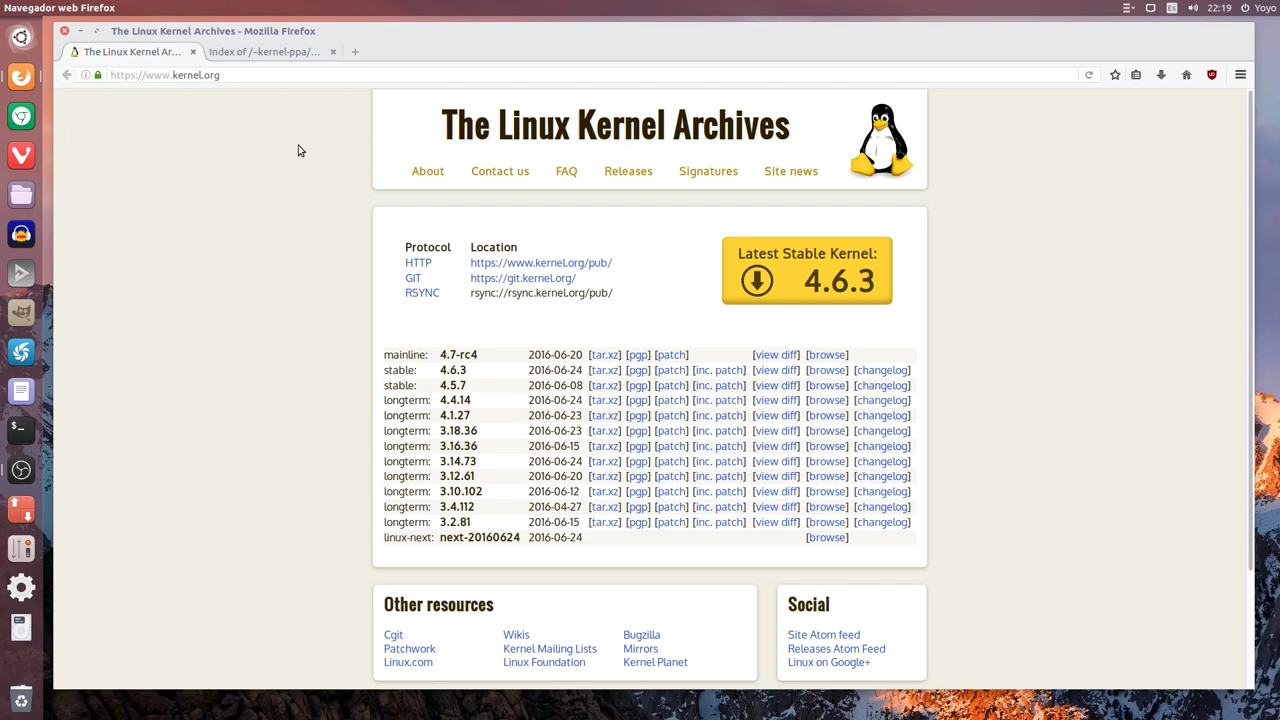 Navegador web Firefox
Es 22:19 Yoyo
The Linux Kernel Archives - Mozilla Firefox
The Linux Kernel Ar... Index of /~kernel-ppa/...
https://www.kernel.org
The Linux Kernel Archives
About Contact us FAQ Releases Signatures Site news
Protocol Location
HTTP https://www.kernel.org/pub/
GIT https://git.kernel.org/
RSYNC rsync://rsync.kernel.org/pub/
Latest Stable Kernel:
4.6.3
mainline: 4.7-rc4 2016-06-20 [tar.xz] [pgp] [patch] [view diff] [browse]
stable: 4.6.3 2016-06-24 [tar.xz] [pgp] [patch] [inc. patch] [view diff] [browse] [changelog]
stable: 4.5.7 2016-06-08 [tar.xz] [pgp] [patch] [inc. patch] [view diff] [browse] [changelog]
longterm: 4.4.14 2016-06-24 [tar.xz] [pgp] [patch] [inc. patch] [view diff] [browse] [changelog]
longterm: 4.1.27 2016-06-23 [tar.xz] [pgp] [patch] [inc. patch] [view diff] [browse] [changelog]
longterm: 3.18.36 2016-06-23 [tar.xz] [pgp] [patch] [inc. patch] [view diff] [browse] [changelog]
longterm: 3.16.36 2016-06-15 [tar.xz] [pgp] [patch] [inc. patch] [view diff] [browse] [changelog]
longterm: 3.14.73 2016-06-24 [tar.xz] [pgp] [patch] [inc. patch] [view diff] [browse] [changelog]
longterm: 3.12.61 2016-06-20 [tar.xz] [pgp] [patch] [inc. patch] [view diff] [browse] [changelog]
longterm: 3.10.102 2016-06-12 [tar.xz] [pgp] [patch] [inc. patch] [view diff] [browse] [changelog]
longterm: 3.4.112 2016-04-27 [tar.xz] [pgp] [patch] [inc. patch] [view diff] [browse] [changelog]
longterm: 3.2.81 2016-06-15 [tar.xz] [pgp] [patch] [inc. patch] [view diff] [browse] [changelog]
linux-next: next-20160624 2016-06-24 [browse]
Other resources
Cgit Wikis Bugzilla
Patchwork Kernel Mailing Lists Mirrors
Linux.com Linux Foundation Kernel Planet
Social
Site Atom feed
Releases Atom Feed
Linux on Google+